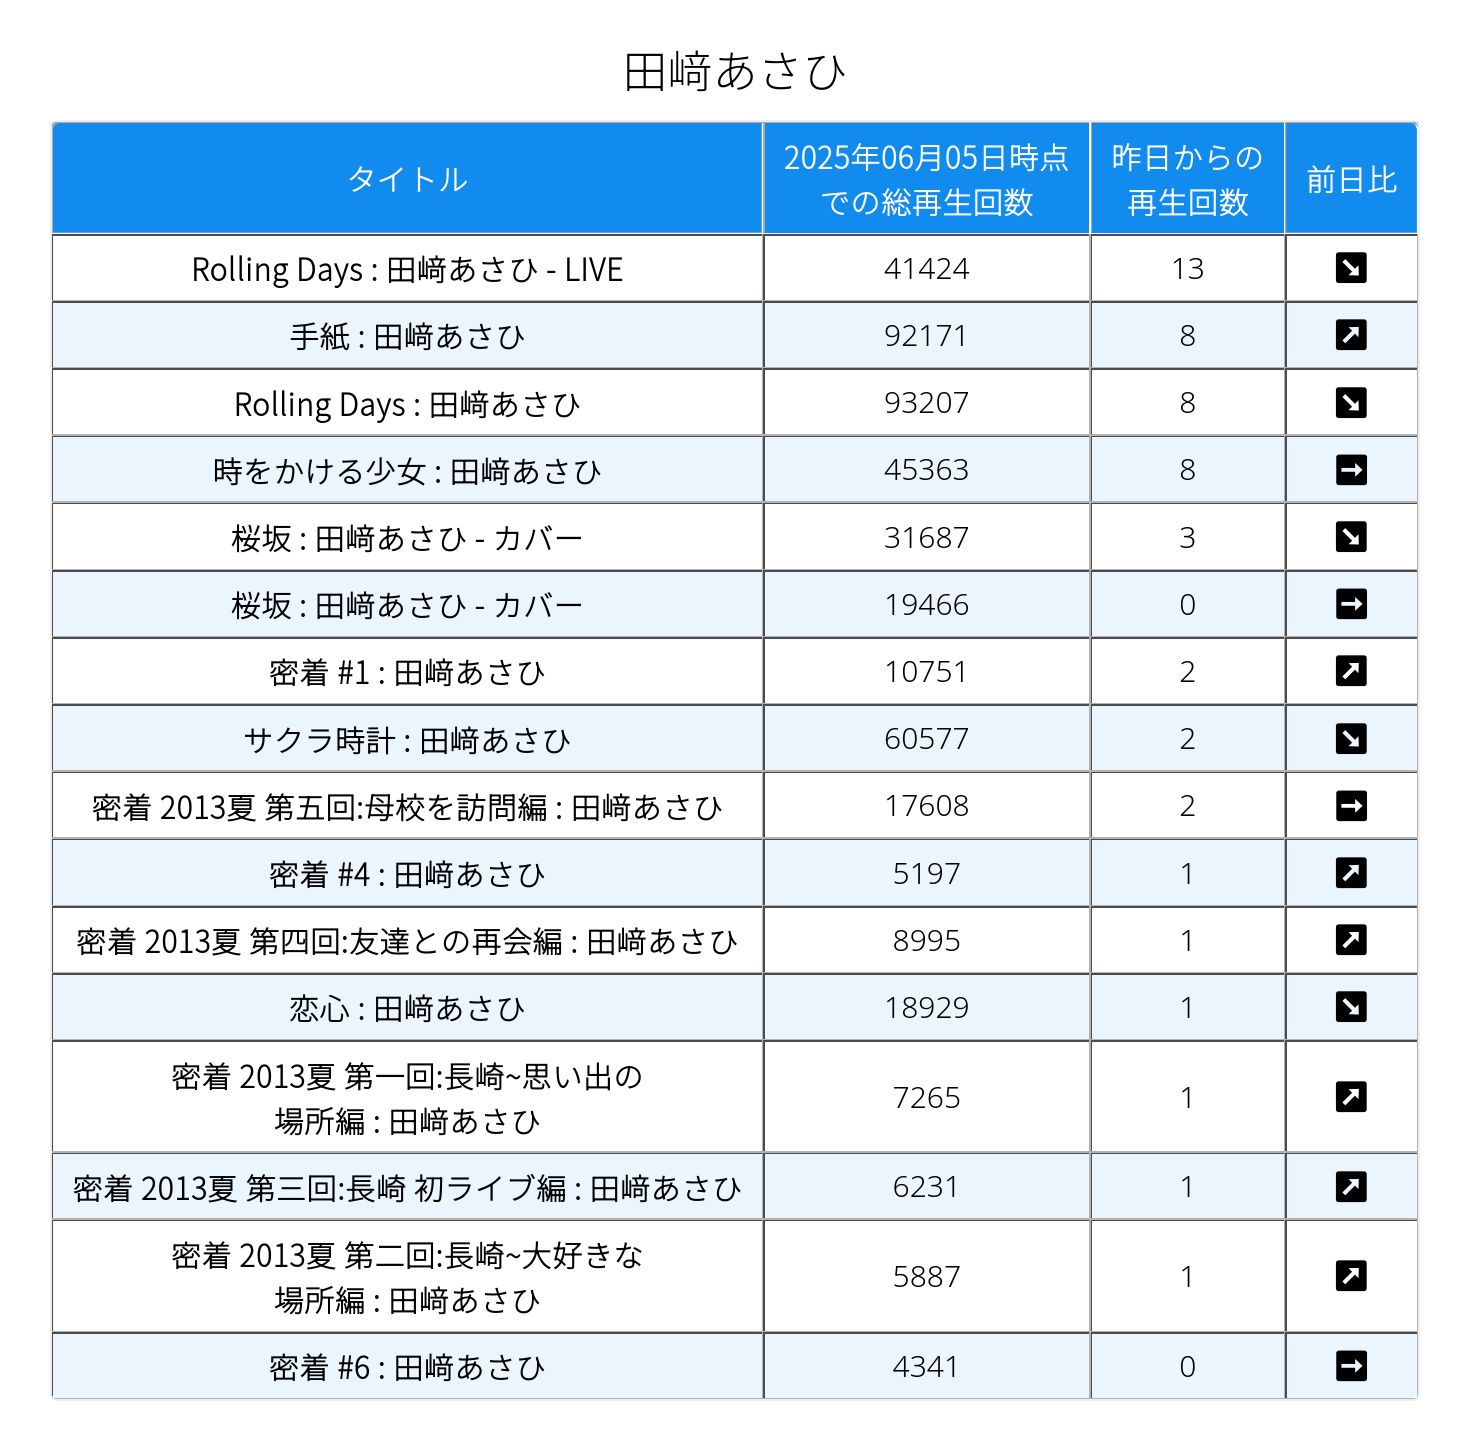 田﨑あさひ
タイトル
2025年06月05日時点
での総再生回数
昨日からの
再生回数
前日比
Rolling Days : 田﨑あさひ - LIVE 41424 13 ↘
手紙 : 田﨑あさひ 92171 8 ↗
Rolling Days : 田﨑あさひ 93207 8 ↘
時をかける少女 : 田﨑あさひ 45363 8 →
桜坂 : 田﨑あさひ - カバー 31687 3 ↘
桜坂 : 田﨑あさひ - カバー 19466 0 →
密着 #1 : 田﨑あさひ 10751 2 ↗
サクラ時計 : 田﨑あさひ 60577 2 ↘
密着 2013夏 第五回:母校を訪問編 : 田﨑あさひ 17608 2 →
密着 #4 : 田﨑あさひ 5197 1 ↗
密着 2013夏 第四回:友達との再会編 : 田﨑あさひ 8995 1 ↗
恋心 : 田﨑あさひ 18929 1 ↘
密着 2013夏 第一回:長崎~思い出の
場所編 : 田﨑あさひ 7265 1 ↗
密着 2013夏 第三回:長崎 初ライブ編 : 田﨑あさひ 6231 1 ↗
密着 2013夏 第二回:長崎~大好きな
場所編 : 田﨑あさひ 5887 1 ↗
密着 #6 : 田﨑あさひ 4341 0 →